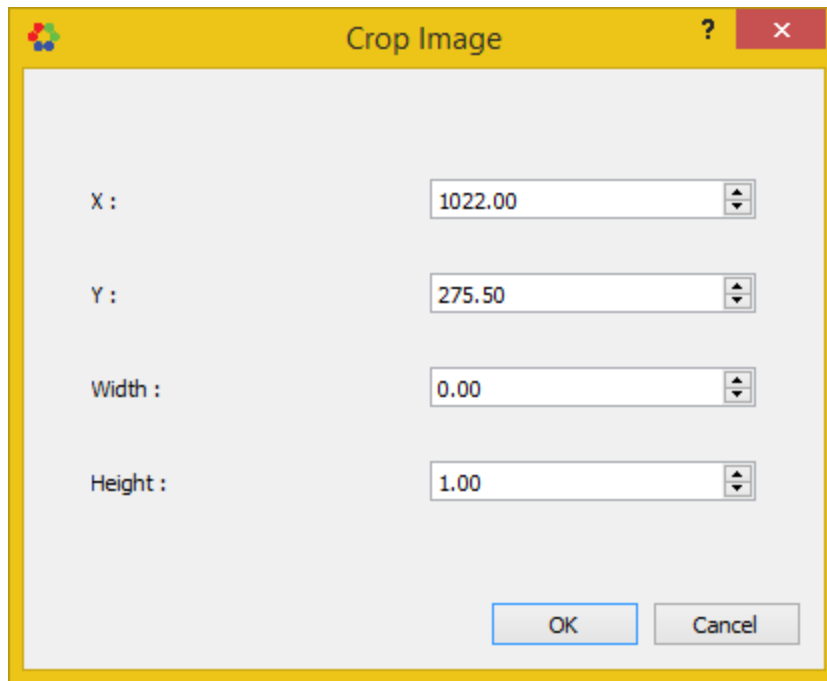 Crop Image ?
X : 1022.00
Y : 275.50
Width : 0.00
Height : 1.00
OK Cancel